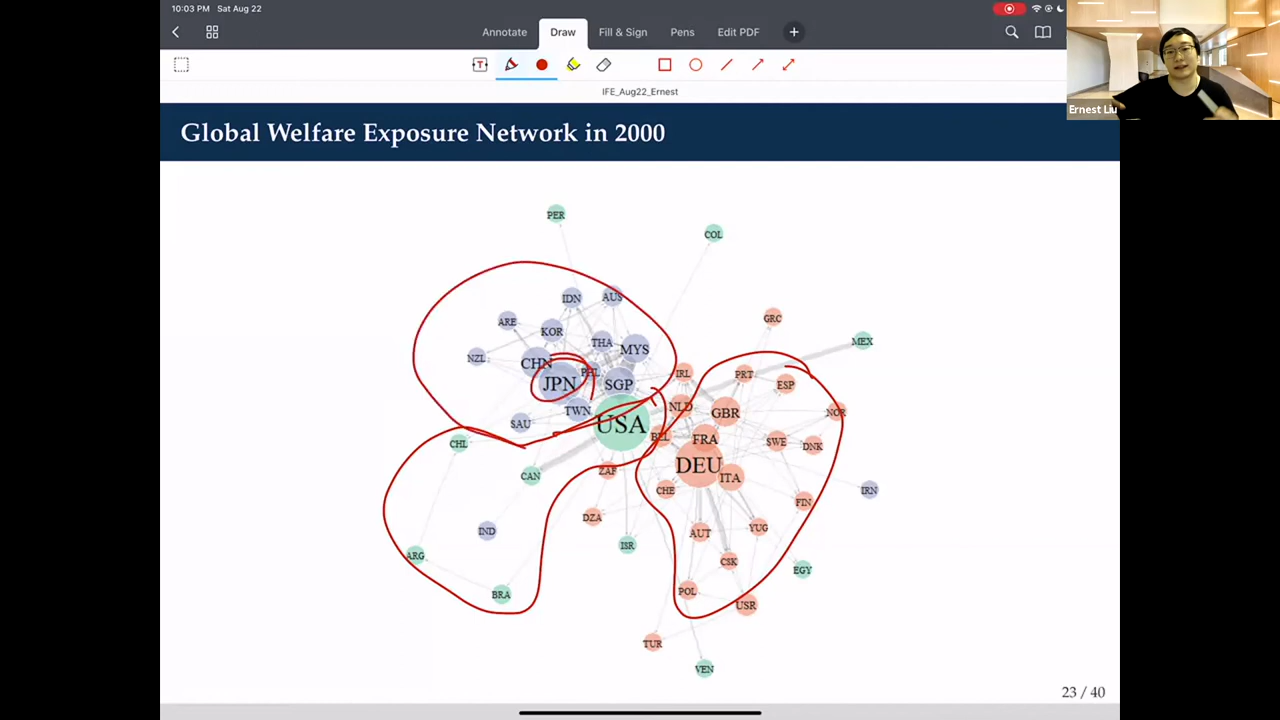 10:03 PM Sat Aug 22
Annotate Draw Fill & Sign Pens Edit PDF
T
IFE_Aug22_Ernest
Ernest Liu
Global Welfare Exposure Network in 2000
PER
COL
IDN AUS
ARE KOR GRC
THA MYS MEX
NZL CHN
IRL PRT ESP
JPN SGP
TWN NLD GBR NOR
SAU USA
CHL FRA SWE DNK
CAN ZAF DEU ITA
CHE IRN
FIN
DZA
IND AUT YUG
ISR
ARG CSK EGY
BRA POL USR
TUR
VEN
23 / 40